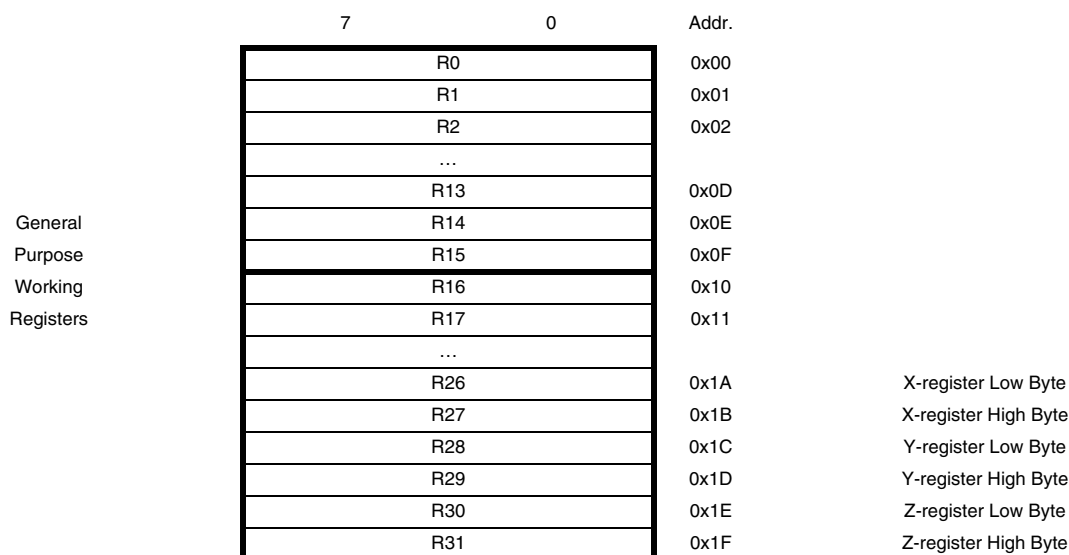 7 0 Addr.
R0 0x00
R1 0x01
R2 0x02
…
R13 0x0D
General R14 0x0E
Purpose R15 0x0F
Working R16 0x10
Registers R17 0x11
…
R26 0x1A X-register Low Byte
R27 0x1B X-register High Byte
R28 0x1C Y-register Low Byte
R29 0x1D Y-register High Byte
R30 0x1E Z-register Low Byte
R31 0x1F Z-register High Byte